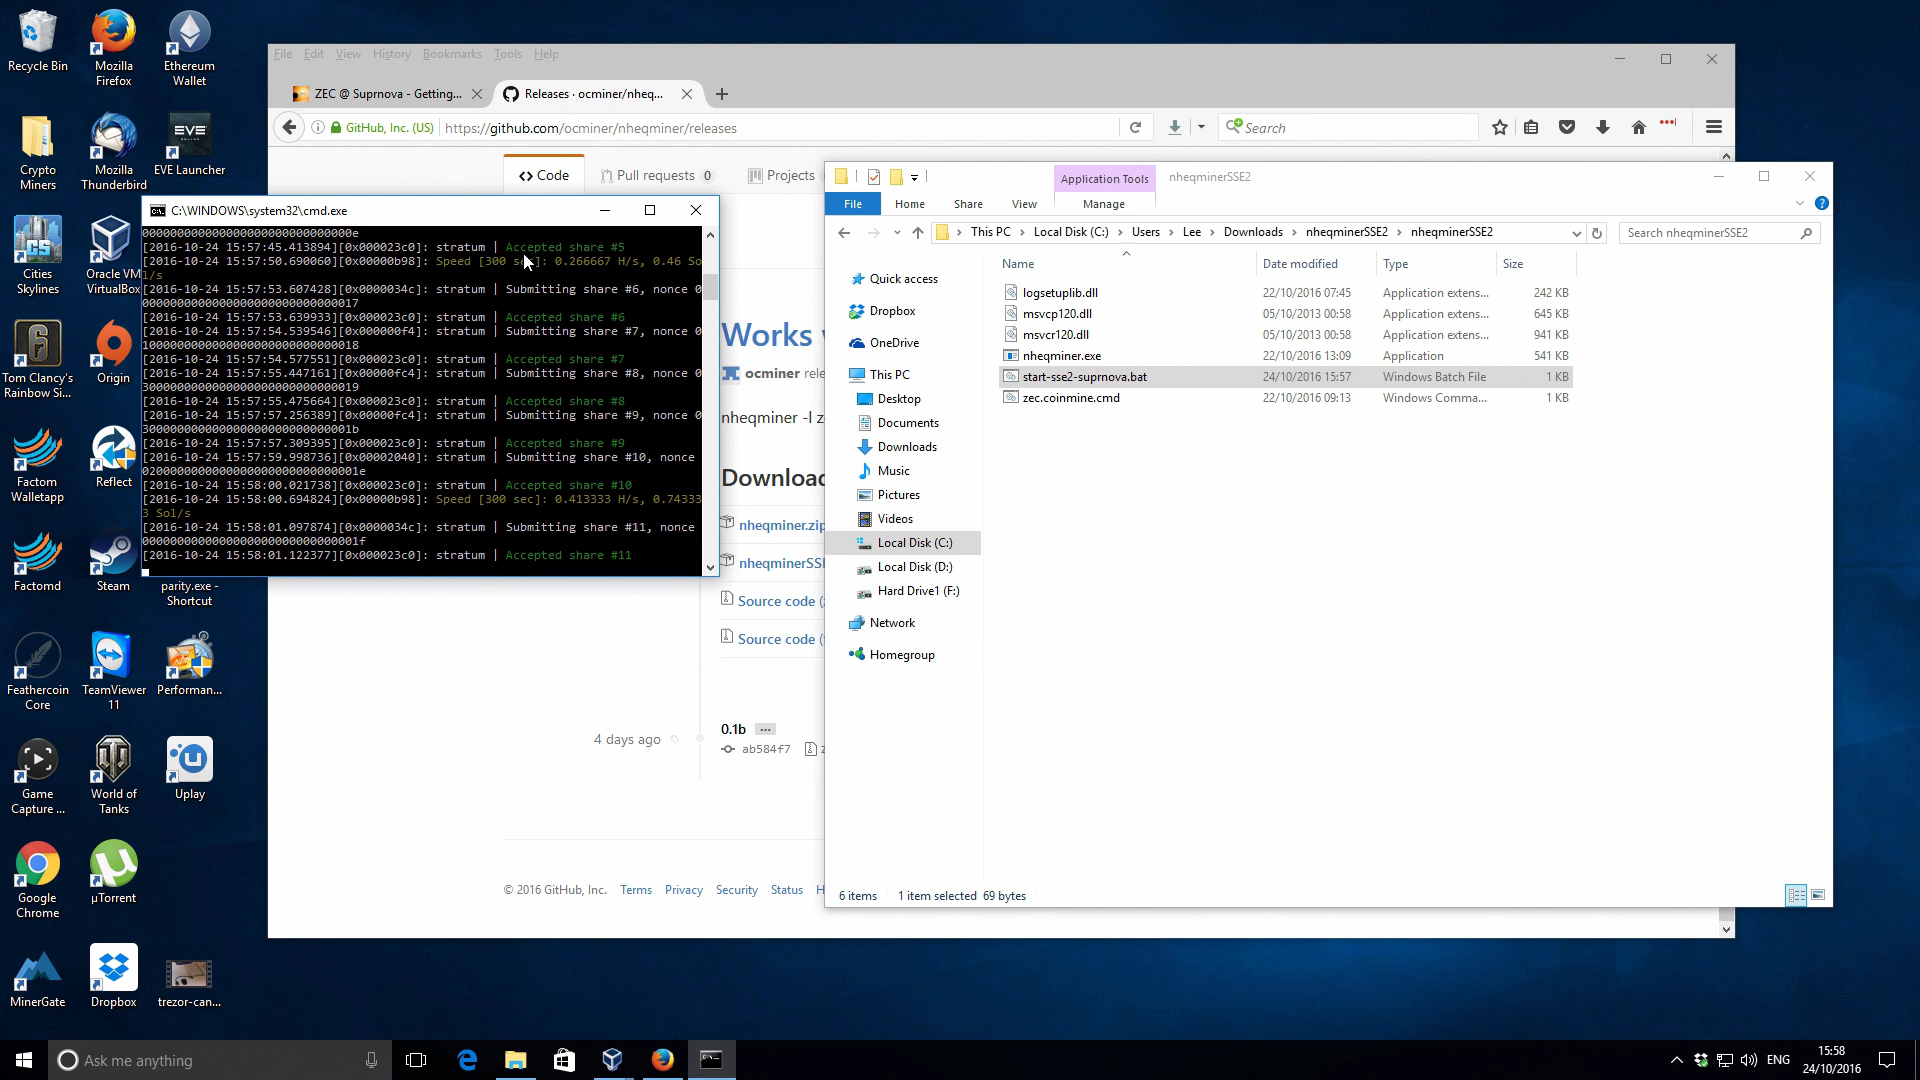 Recycle Bin
Mozilla
Firefox
Ethereum
Wallet
Crypto
Miners
Mozilla
Thunderbird
EVE
EVE Launcher
Cities
Skylines
Oracle VM
VirtualBox
Tom Clancy's
Rainbow Si...
Origin
Factom
Walletapp
Reflect
Factomd
Steam
parity.exe -
Shortcut
Feathercoin
Core
TeamViewer
11
Performan...
Game
Capture ...
World of
Tanks
Uplay
Google
Chrome
µTorrent
MinerGate
Dropbox
trezor-can...
File Edit View History Bookmarks Tools Help
ZEC @ Suprnova - Getting...
Releases · ocminer/nheq...
GitHub, Inc. (US)
https://github.com/ocminer/nheqminer/releases
Search
Code
Pull requests 0
Projects
Works
ocminer rele
nheqminer -l z
Downloa
nheqminer.zip
nheqminerSSE
Source code (
Source code (
4 days ago
0.1b ...
ab584f7
© 2016 GitHub, Inc. Terms Privacy Security Status H
C:\WINDOWS\system32\cmd.exe
0000000000000000000000000000000e
[2016-10-24 15:57:45.413894][0x000023c0]: stratum | Accepted share #5
[2016-10-24 15:57:50.690060][0x00000b98]: Speed [300 sec]: 0.266667 H/s, 0.46 So
l/s
[2016-10-24 15:57:53.607428][0x0000034c]: stratum | Submitting share #6, nonce 0
00000000000000000000000000000017
[2016-10-24 15:57:53.639933][0x000023c0]: stratum | Accepted share #6
[2016-10-24 15:57:54.539546][0x000000f4]: stratum | Submitting share #7, nonce 0
10000000000000000000000000000018
[2016-10-24 15:57:54.577551][0x000023c0]: stratum | Accepted share #7
[2016-10-24 15:57:55.447161][0x00000fc4]: stratum | Submitting share #8, nonce 0
30000000000000000000000000000019
[2016-10-24 15:57:55.475664][0x000023c0]: stratum | Accepted share #8
[2016-10-24 15:57:57.256389][0x00000fc4]: stratum | Submitting share #9, nonce 0
3000000000000000000000000000001b
[2016-10-24 15:57:57.309395][0x000023c0]: stratum | Accepted share #9
[2016-10-24 15:57:59.998736][0x00002040]: stratum | Submitting share #10, nonce
020000000000000000000000000000001e
[2016-10-24 15:58:00.021738][0x000023c0]: stratum | Accepted share #10
[2016-10-24 15:58:00.694824][0x00000b98]: Speed [300 sec]: 0.413333 H/s, 0.74333
3 Sol/s
[2016-10-24 15:58:01.097874][0x0000034c]: stratum | Submitting share #11, nonce
000000000000000000000000000000001f
[2016-10-24 15:58:01.122377][0x000023c0]: stratum | Accepted share #11
Application Tools
nheqminerSSE2
File Home Share View Manage
This PC > Local Disk (C:) > Users > Lee > Downloads > nheqminerSSE2 > nheqminerSSE2
Search nheqminerSSE2
Quick access
Dropbox
OneDrive
This PC
Desktop
Documents
Downloads
Music
Pictures
Videos
Local Disk (C:)
Local Disk (D:)
Hard Drive1 (F:)
Network
Homegroup
Name Date modified Type Size
logsetuplib.dll 22/10/2016 07:45 Application extens... 242 KB
msvcp120.dll 05/10/2013 00:58 Application extens... 645 KB
msvcr120.dll 05/10/2013 00:58 Application extens... 941 KB
nheqminer.exe 22/10/2016 13:09 Application 541 KB
start-sse2-suprnova.bat 24/10/2016 15:57 Windows Batch File 1 KB
zec.coinmine.cmd 22/10/2016 09:13 Windows Comma... 1 KB
6 items 1 item selected 69 bytes
Ask me anything
ENG
15:58
24/10/2016